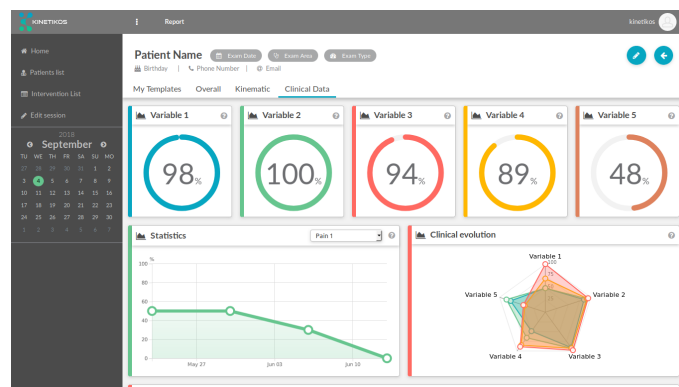 KINETIKOS
Report
kinetikos
Home
Patients list
Intervention List
Edit session
2018
September
TU WE TH FR SA SU MO
27 28 29 30 31 1 2
3 4 5 6 7 8 9
10 11 12 13 14 15 16
17 18 19 20 21 22 23
24 25 26 27 28 29 30
1 2 3 4 5 6 7
Patient Name Exam Date Exam Area Exam Type
Birthday | Phone Number | @ Email
My Templates Overall Kinematic Clinical Data
Variable 1
98%
Variable 2
100%
Variable 3
94%
Variable 4
89%
Variable 5
48%
Statistics Pain 1
%
100
80
60
40
20
0
May 27 Jun 03 Jun 10
Clinical evolution
Variable 1
100
75
Variable 5 Variable 2
Variable 4 Variable 3